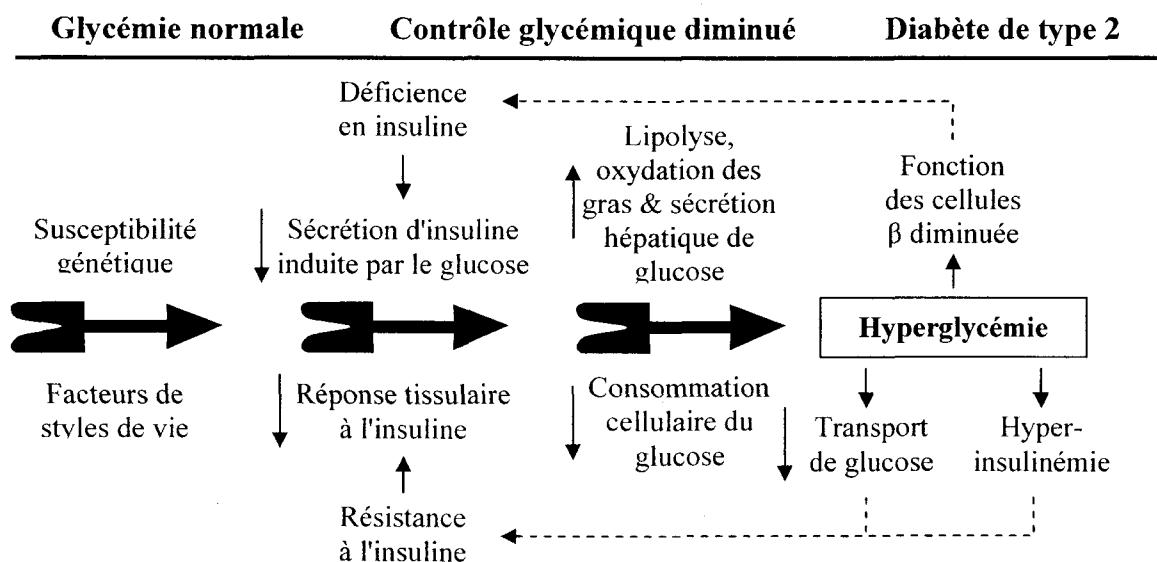 Glycémie normale
Contrôle glycémique diminué
Diabète de type 2
Déficience
en insuline
Lipolyse,
oxydation des
gras & sécrétion
hépatique de
glucose
Fonction
des cellules
β diminuée
Susceptibilité
génétique
Sécrétion d'insuline
induite par le glucose
Hyperglycémie
Facteurs de
styles de vie
Réponse tissulaire
à l'insuline
Consommation
cellulaire du
glucose
Transport
de glucose
Hyper-
insulinémie
Résistance
à l'insuline